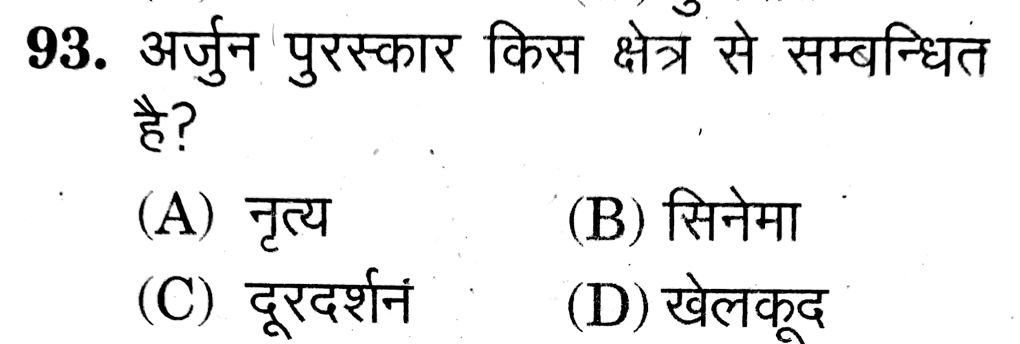 93. अर्जुन पुरस्कार किस क्षेत्र से सम्बन्धित
है?
(A) नृत्य (B) सिनेमा
(C) दूरदर्शन (D) खेलकूद